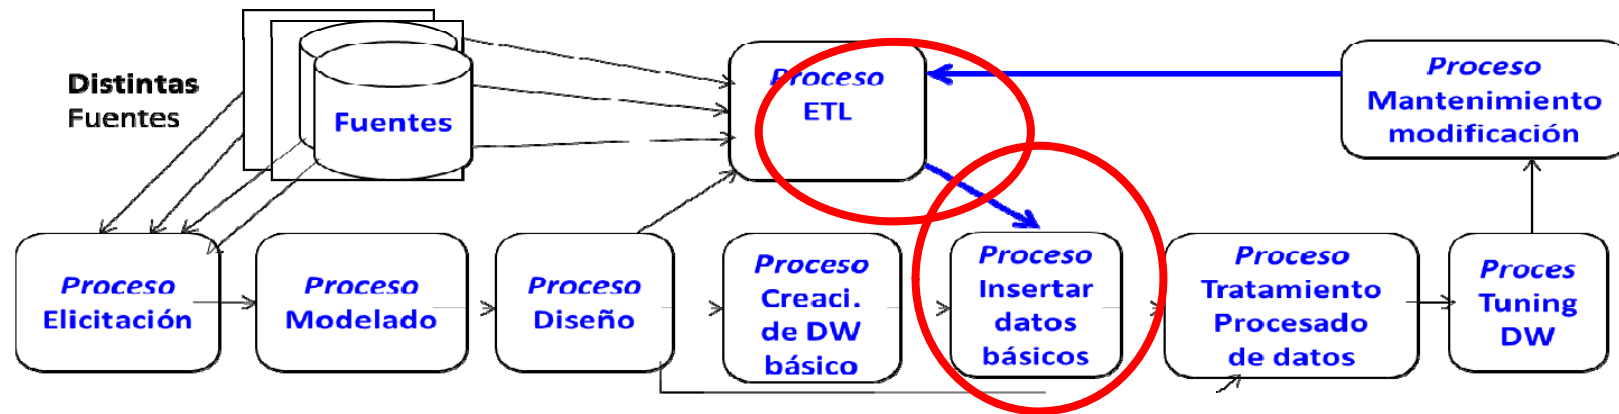 Distintas
Fuentes
Fuentes
Proceso
ETL
Proceso
Mantenimiento
modificación
Proceso
Elicitación
Proceso
Modelado
Proceso
Diseño
Proceso
Creaci.
de DW
básico
Proceso
Insertar
datos
básicos
Proceso
Tratamiento
Procesado
de datos
Proces
Tuning
DW